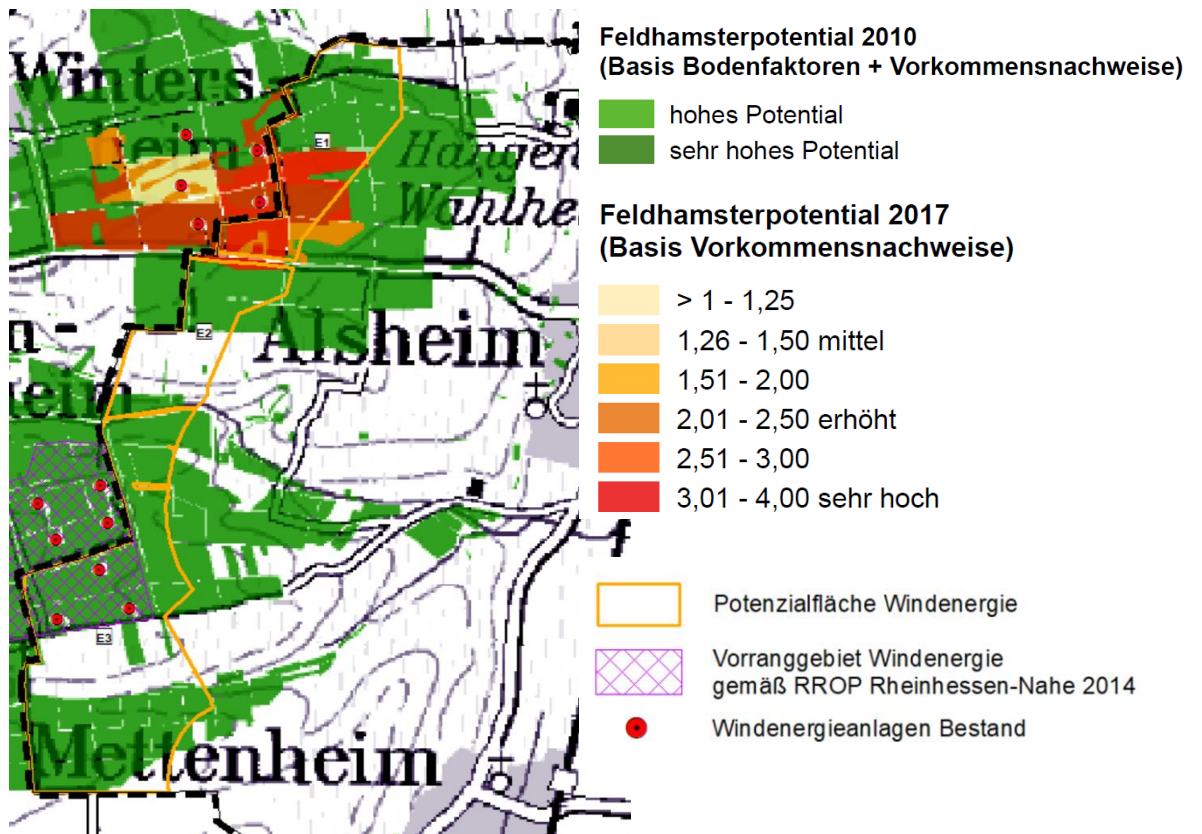 Winters-
heim
E1
Wahlhe
E2
Alsheim
n-
heim
E3
Mettenheim
Feldhamsterpotential 2010
(Basis Bodenfaktoren + Vorkommensnachweise)
hohes Potential
sehr hohes Potential
Feldhamsterpotential 2017
(Basis Vorkommensnachweise)
> 1 - 1,25
1,26 - 1,50 mittel
1,51 - 2,00
2,01 - 2,50 erhöht
2,51 - 3,00
3,01 - 4,00 sehr hoch
Potenzialfläche Windenergie
Vorranggebiet Windenergie
gemäß RROP Rheinhessen-Nahe 2014
Windenergieanlagen Bestand